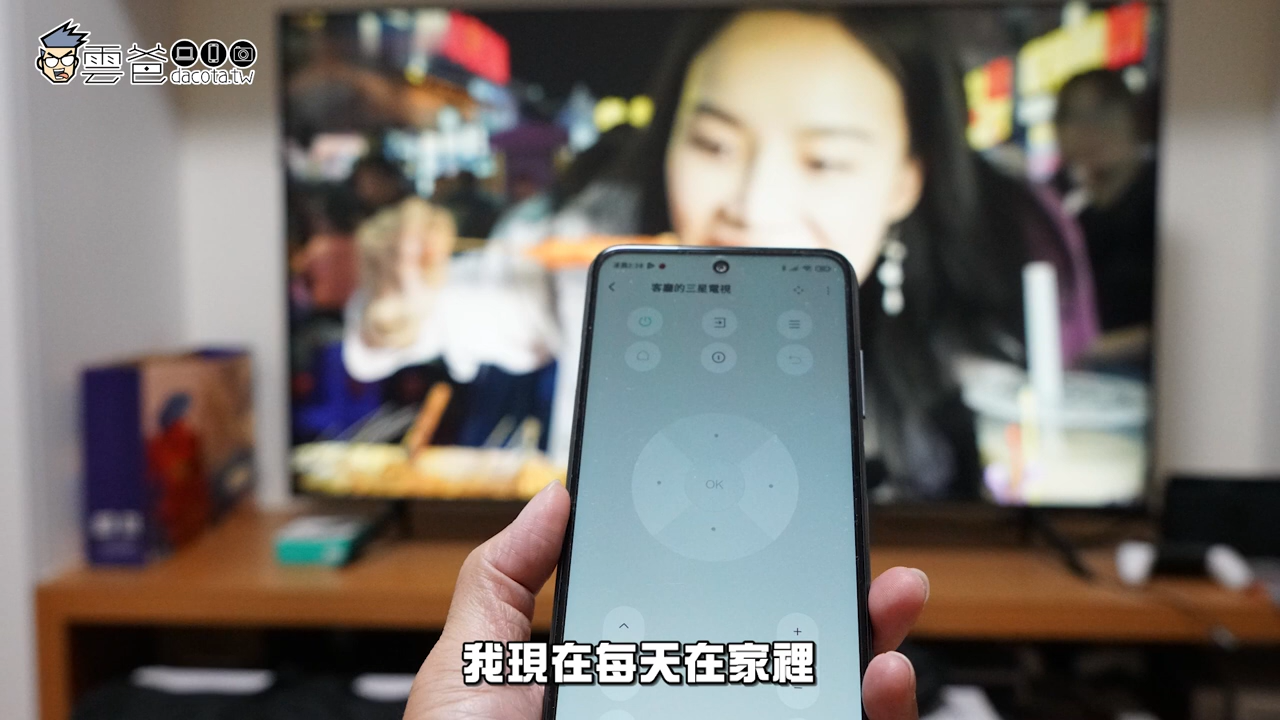 雲爸
dacota.tw
客廳的三星電視
OK
我現在每天在家裡